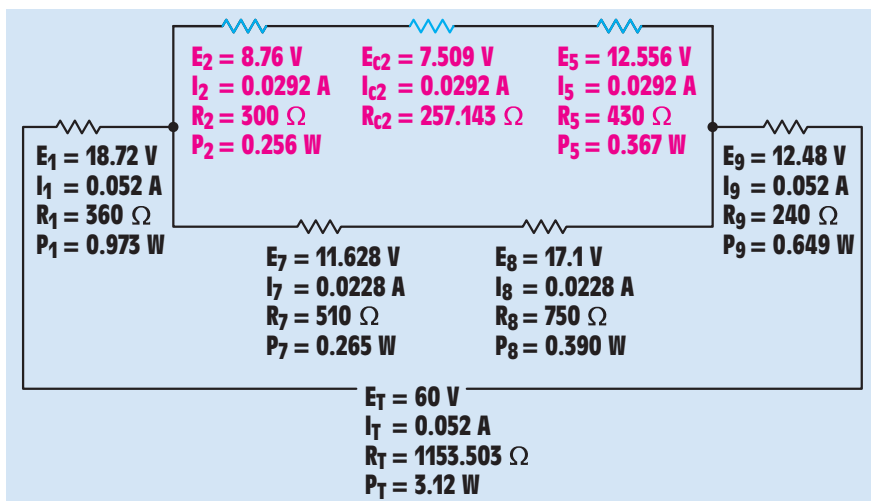 E2 = 8.76 V
I2 = 0.0292 A
R2 = 300 Ω
P2 = 0.256 W
EC2 = 7.509 V
IC2 = 0.0292 A
RC2 = 257.143 Ω
E5 = 12.556 V
I5 = 0.0292 A
R5 = 430 Ω
P5 = 0.367 W
E1 = 18.72 V
I1 = 0.052 A
R1 = 360 Ω
P1 = 0.973 W
E9 = 12.48 V
I9 = 0.052 A
R9 = 240 Ω
P9 = 0.649 W
E7 = 11.628 V
I7 = 0.0228 A
R7 = 510 Ω
P7 = 0.265 W
E8 = 17.1 V
I8 = 0.0228 A
R8 = 750 Ω
P8 = 0.390 W
ET = 60 V
IT = 0.052 A
RT = 1153.503 Ω
PT = 3.12 W